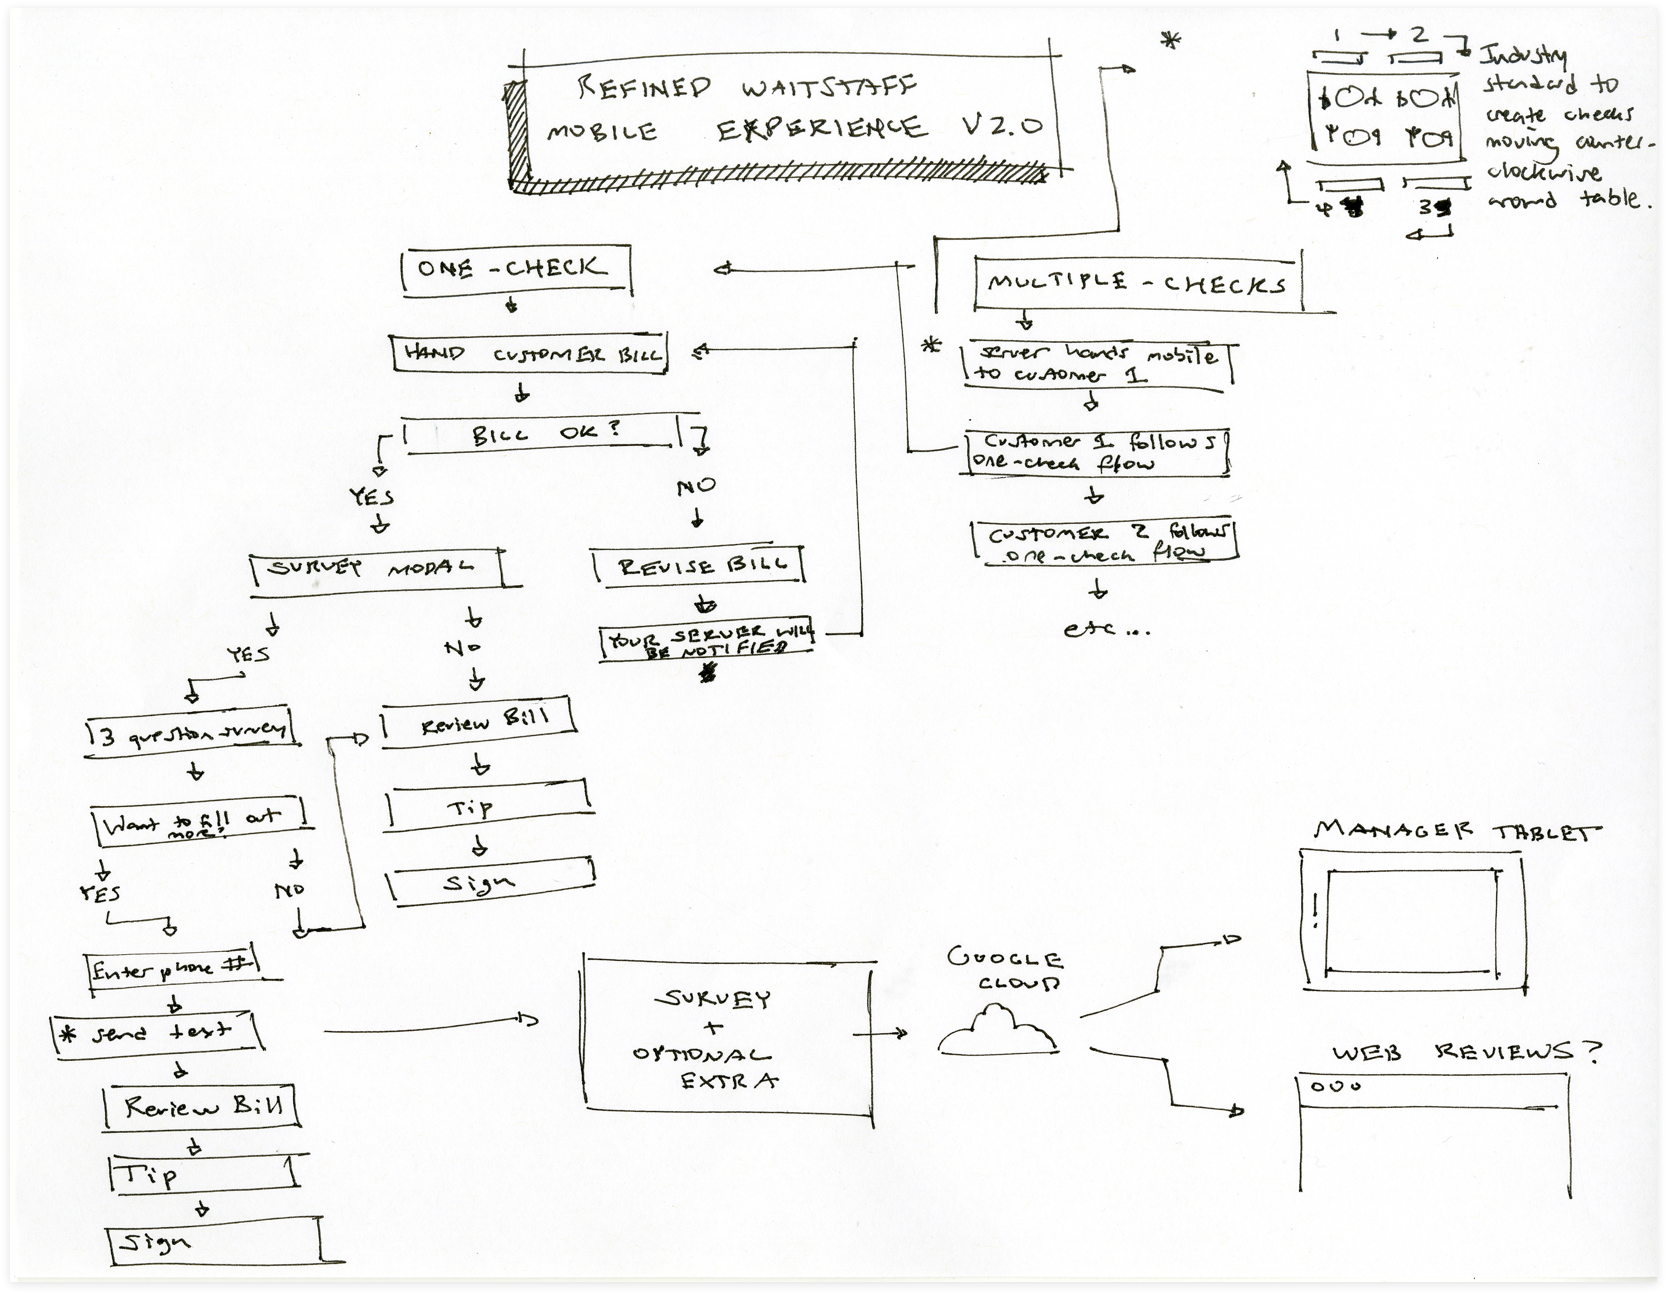 REFINED WAITSTAFF
MOBILE EXPERIENCE V2.0
*
1 2
Industry
standard to
create checks
moving counter-
clockwise
around table.
4 3
ONE-CHECK
HAND CUSTOMER BILL
BILL OK?
YES
NO
SURVEY MODAL
REVISE BILL
YOUR SERVER WILL
BE NOTIFIED
YES
NO
3 question survey
Want to fill out
more?
YES
NO
Review Bill
Tip
Sign
Enter phone #
* send text
Review Bill
Tip
Sign
MULTIPLE-CHECKS
*
Server hands mobile
to customer 1
Customer 1 follows
one-check flow
CUSTOMER 2 follows
one-check flow
etc...
SURVEY
+
OPTIONAL
EXTRA
GOOGLE
CLOUD
MANAGER TABLET
!
WEB REVIEWS?